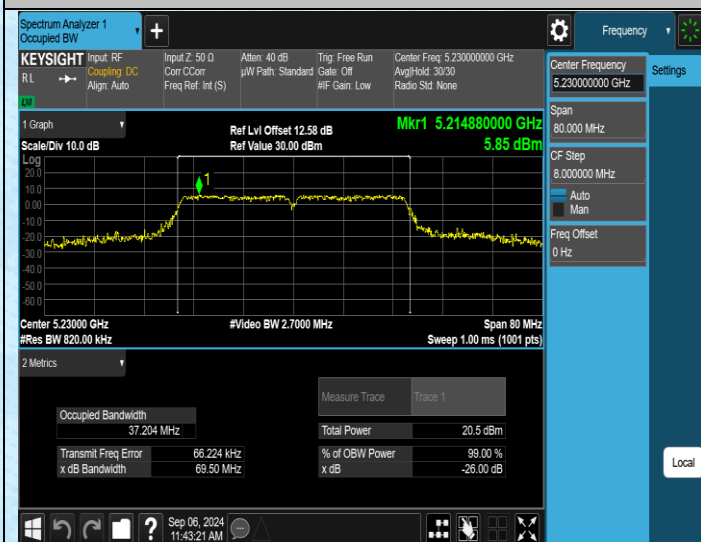 Spectrum Analyzer 1
Occupied BW
Frequency
KEYSIGHT
R L
LXI
Input: RF
Coupling: DC
Align: Auto
Input Z: 50 Ω
Corr CCorr
Freq Ref: Int (S)
Atten: 40 dB
µW Path: Standard
Trig: Free Run
Gate: Off
#IF Gain: Low
Center Freq: 5.230000000 GHz
Avg|Hold: 30/30
Radio Std: None
1 Graph
Scale/Div 10.0 dB
Ref Lvl Offset 12.58 dB
Ref Value 30.00 dBm
Mkr1 5.214880000 GHz
5.85 dBm
Log
20.0
10.0
0.00
-10.0
-20.0
-30.0
-40.0
-50.0
-60.0
1
Center 5.23000 GHz
#Res BW 820.00 kHz
#Video BW 2.7000 MHz
Span 80 MHz
Sweep 1.00 ms (1001 pts)
2 Metrics
Measure Trace
Trace 1
Occupied Bandwidth
37.204 MHz
Total Power
20.5 dBm
Transmit Freq Error
66.224 kHz
% of OBW Power
99.00 %
x dB Bandwidth
69.50 MHz
x dB
-26.00 dB
Center Frequency
5.230000000 GHz
Settings
Span
80.000 MHz
CF Step
8.000000 MHz
Auto
Man
Freq Offset
0 Hz
Local
?
Sep 06, 2024
11:43:21 AM